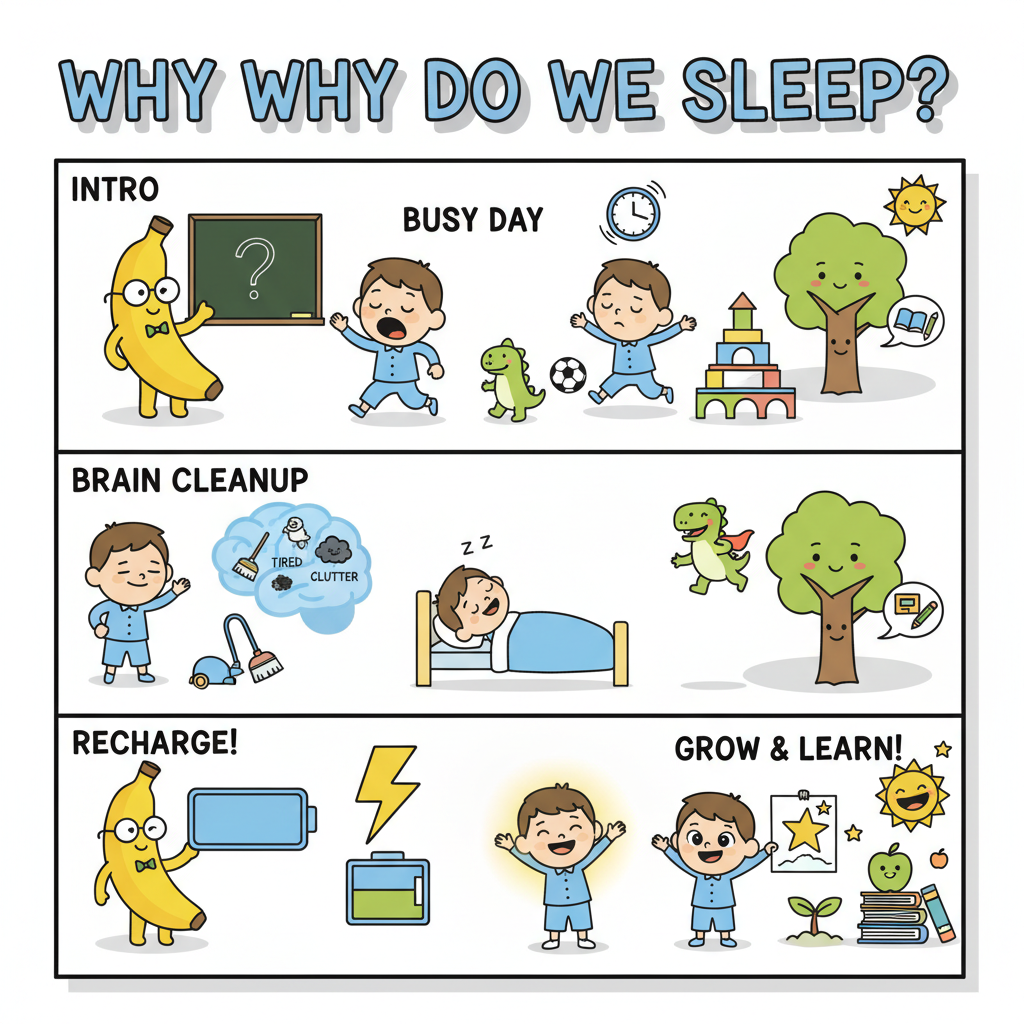 WHY WHY DO WE SLEEP?
INTRO
BUSY DAY
?
BRAIN CLEANUP
TIRED
CLUTTER
Z Z
RECHARGE!
GROW & LEARN!